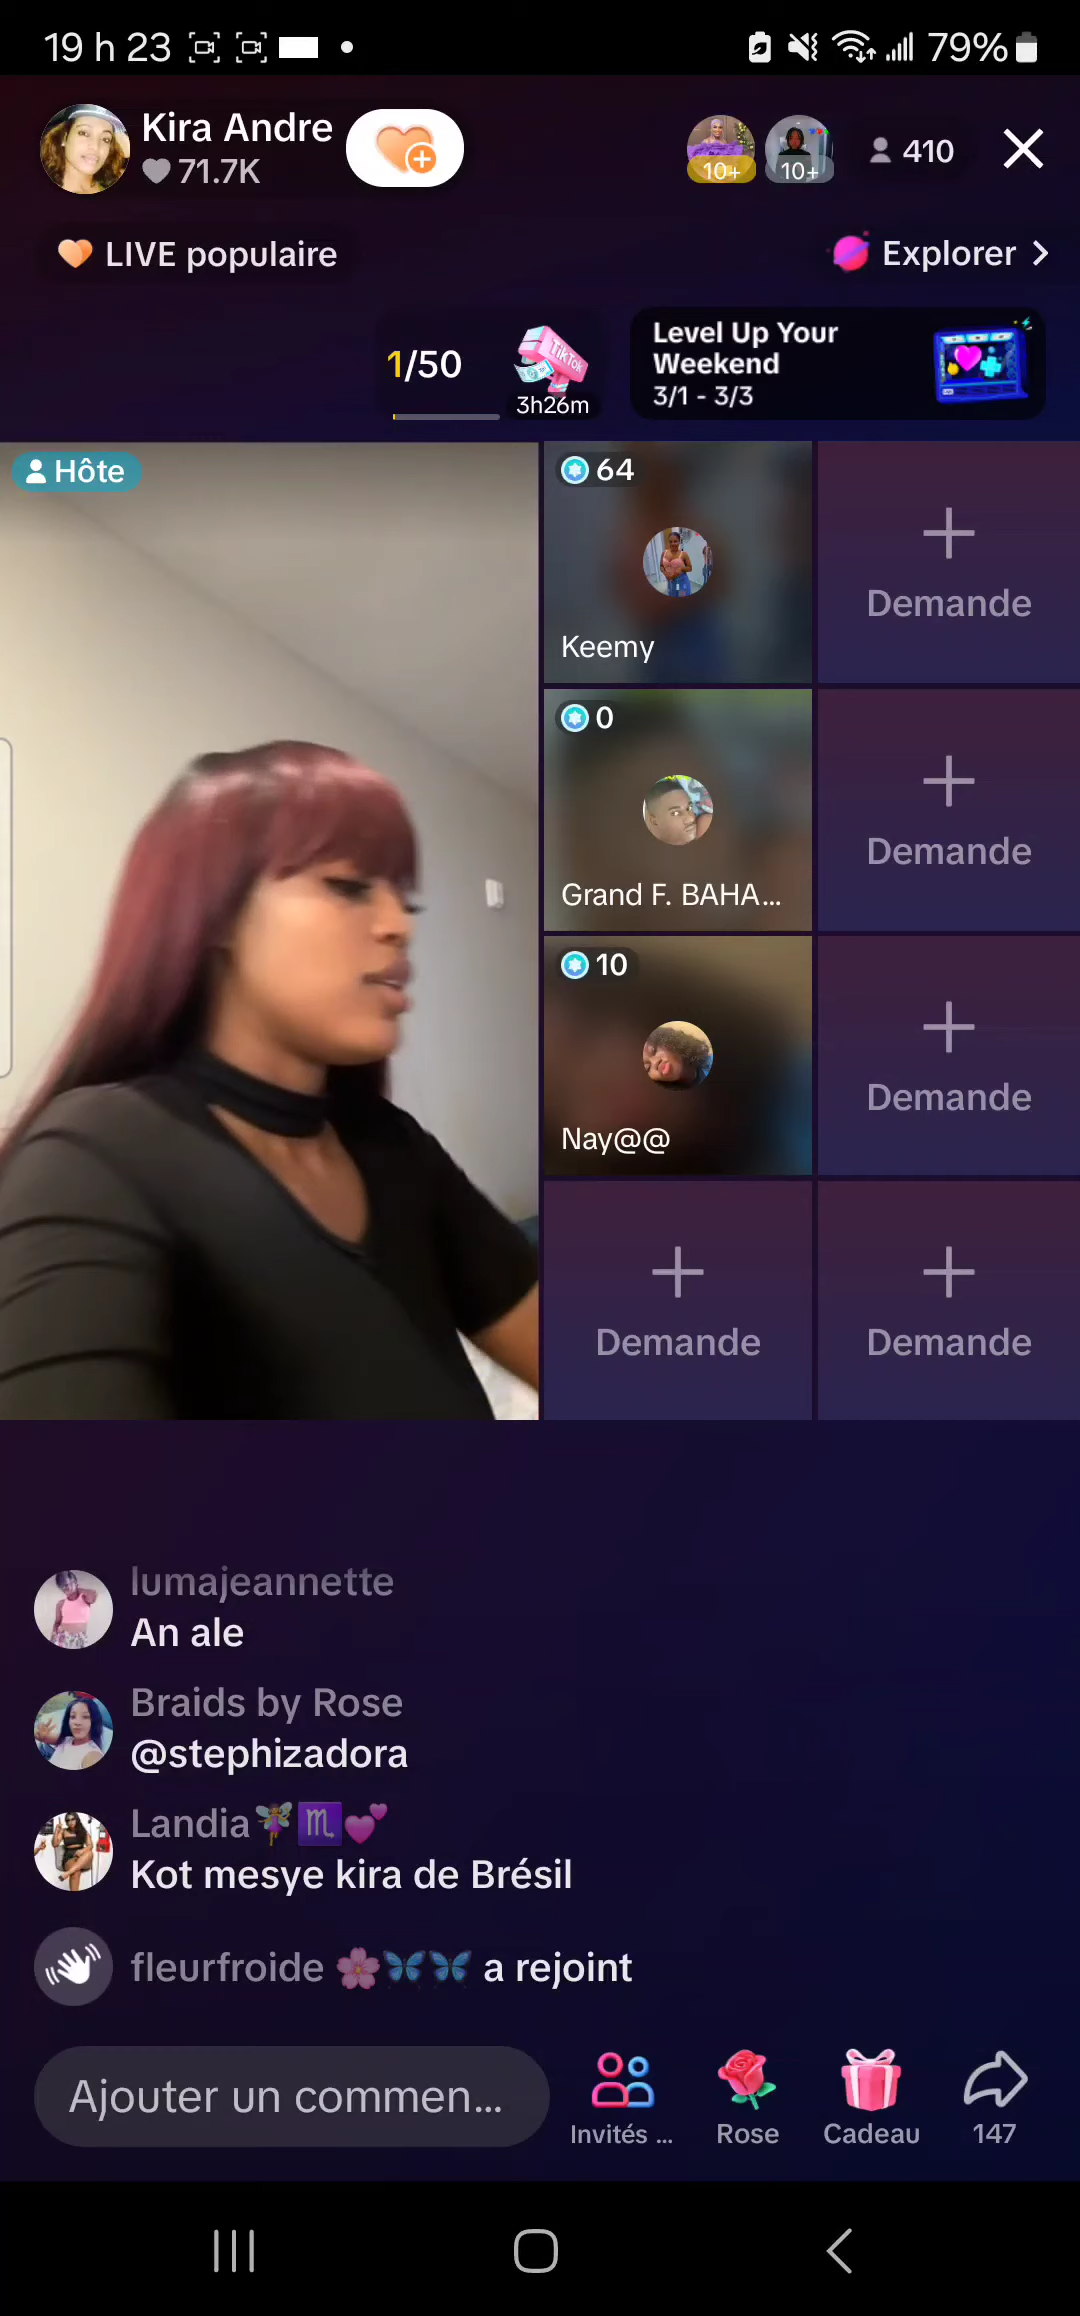 19 h 23
79%
Kira Andre
71.7K
10+
10+
410
LIVE populaire
Explorer
1/50
TikTok
3h26m
Level Up Your
Weekend
3/1 - 3/3
Hôte
64
Keemy
Demande
0
Grand F. BAHA...
Demande
10
Nay@@
Demande
Demande
Demande
lumajeannette
An ale
Braids by Rose
@stephizadora
Landia🧚‍♀️♏💕
Kot mesye kira de Brésil
fleurfroide 🌸🦋🦋 a rejoint
Ajouter un commen...
Invités ...
Rose
Cadeau
147